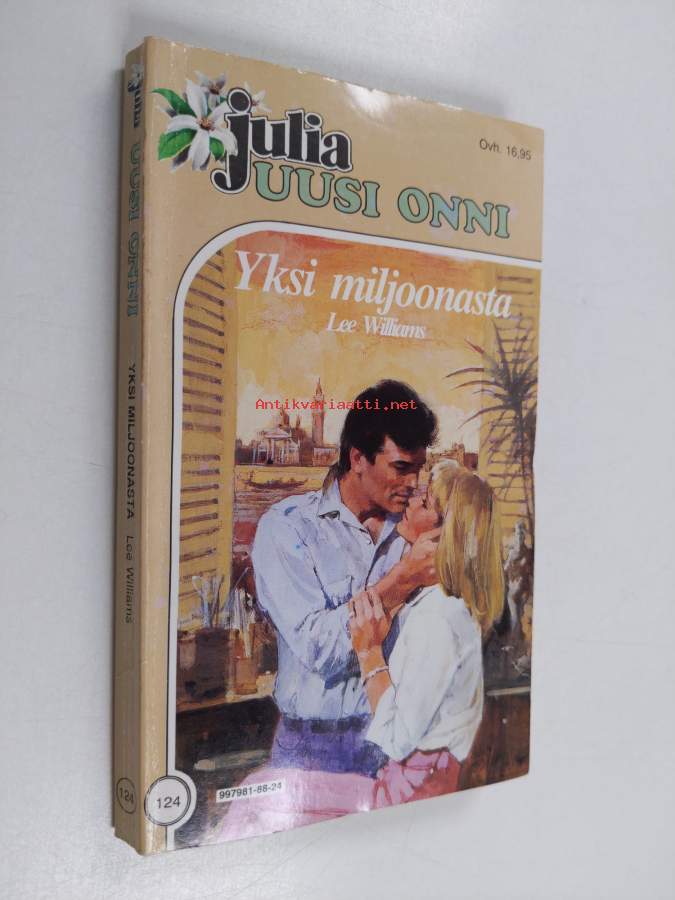 julia
Ovh. 16,95
UUSI ONNI
Yksi miljoonasta
Lee Williams
Antikvariaatti.net
997981-88-24
124
Julia UUSI ONNI YKSI MILJOONASTA Lee Williams
124